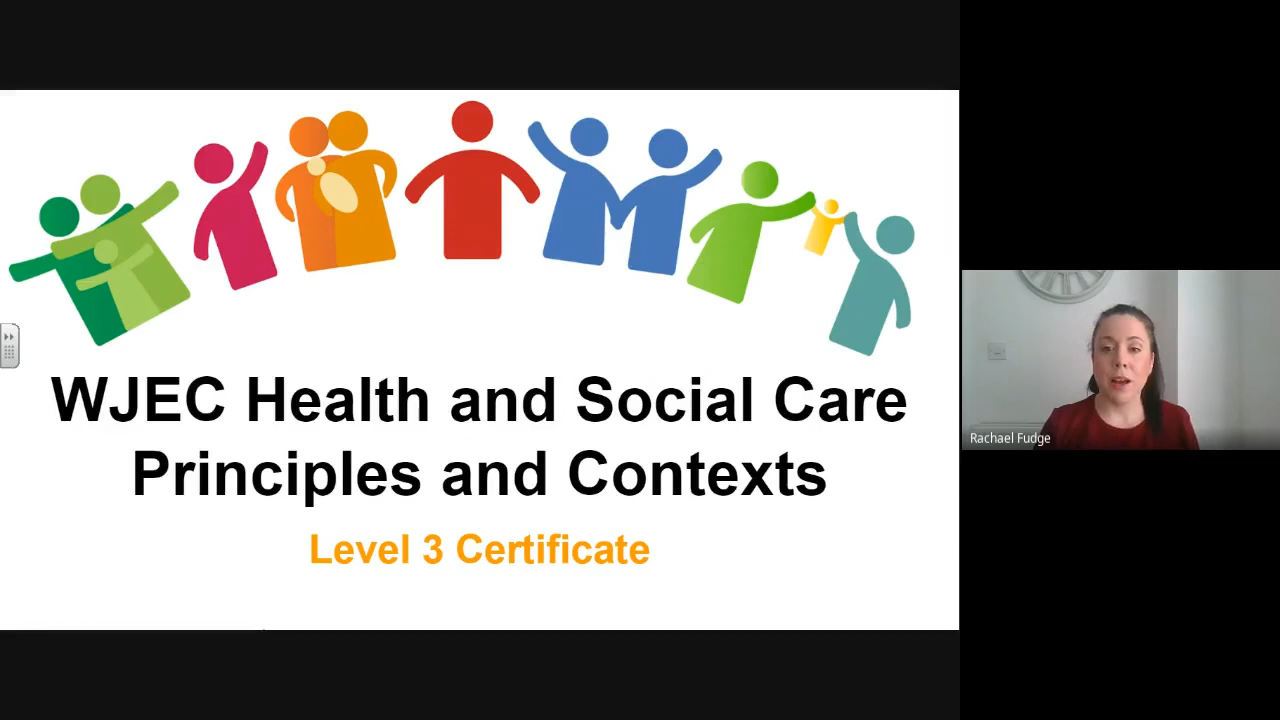 WJEC Health and Social Care
Principles and Contexts
Level 3 Certificate
Rachael Fudge